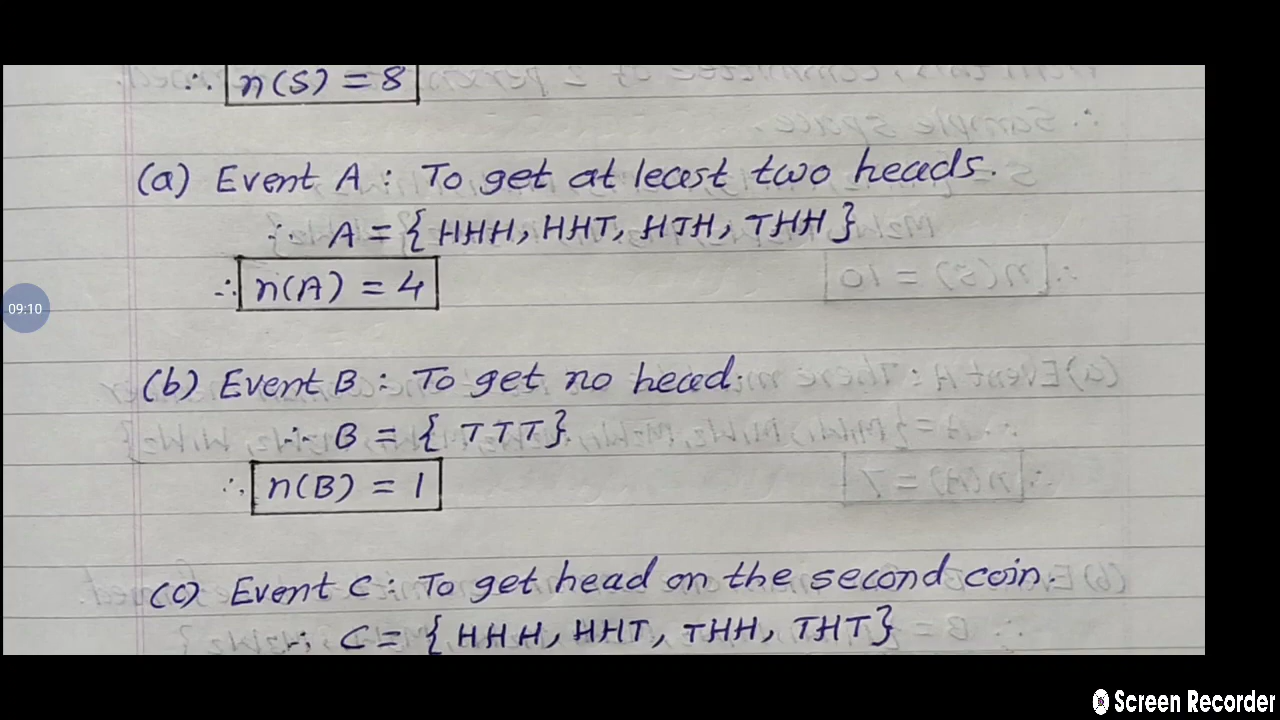 ∴ n(S) = 8
(a) Event A : To get at least two heads.
∴ A = { HHH, HHT, HTH, THH }
∴ n(A) = 4
09:10
(b) Event B : To get no head.
∴ B = { TTT }
∴ n(B) = 1
(c) Event C : To get head on the second coin.
∴ C = { HHH, HHT, THH, THT }
Screen Recorder